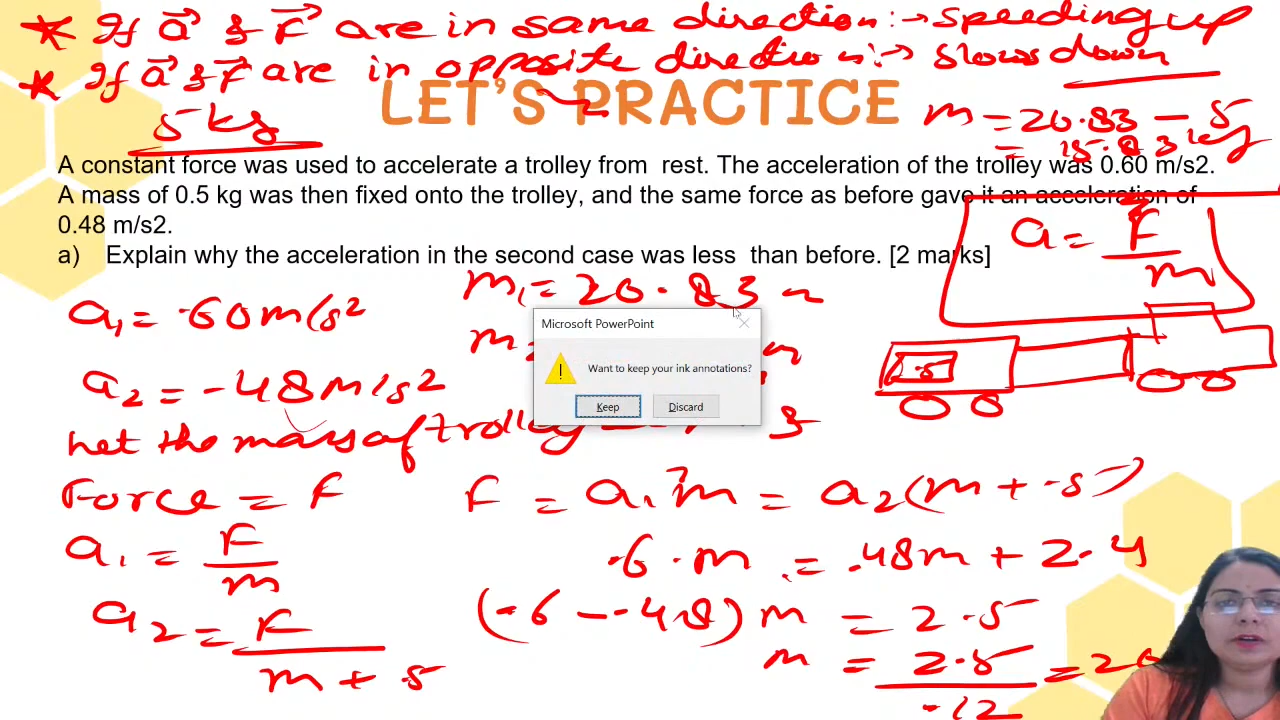 * If a⃗ & F⃗ are in same direction :→ speeding up
* If a⃗ & F⃗ are in opposite direction :→ slows down
LET'S PRACTICE
5 kg
m = 20.83 - 5
= 15.83 kg
A constant force was used to accelerate a trolley from rest. The acceleration of the trolley was 0.60 m/s2.
A mass of 0.5 kg was then fixed onto the trolley, and the same force as before gave it an acceleration of
0.48 m/s2.
a) Explain why the acceleration in the second case was less than before. [2 marks]
a = F/m
a₁ = .60 m/s²
m₁ = 20.83
a₂ = .48 m/s²
Microsoft PowerPoint
Want to keep your ink annotations?
Keep
Discard
Let the mass of trolley
Force = F
F = a₁m = a₂(m + .5)
a₁ = F/m
.6 · m = .48m + 2.4
a₂ = F/m + .5
(.6 - .48) m = 2.5
m = 2.5/.12 = 20